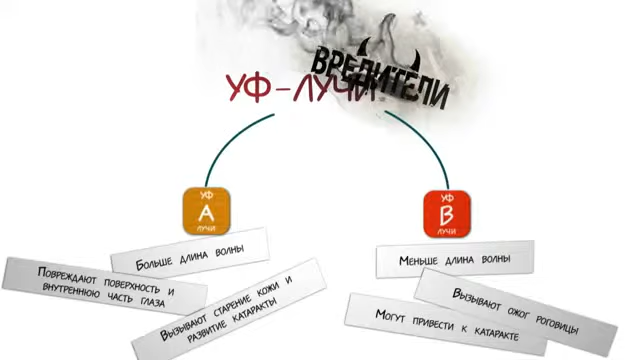 ВРЕДИТЕЛИ
УФ-ЛУЧИ
УФ
А
ЛУЧИ
Больше длина волны
Повреждают поверхность и
внутреннюю часть глаза
Вызывают старение кожи и
развитие катаракты
УФ
В
ЛУЧИ
Меньше длина волны
Вызывают ожог роговицы
Могут привести к катаракте